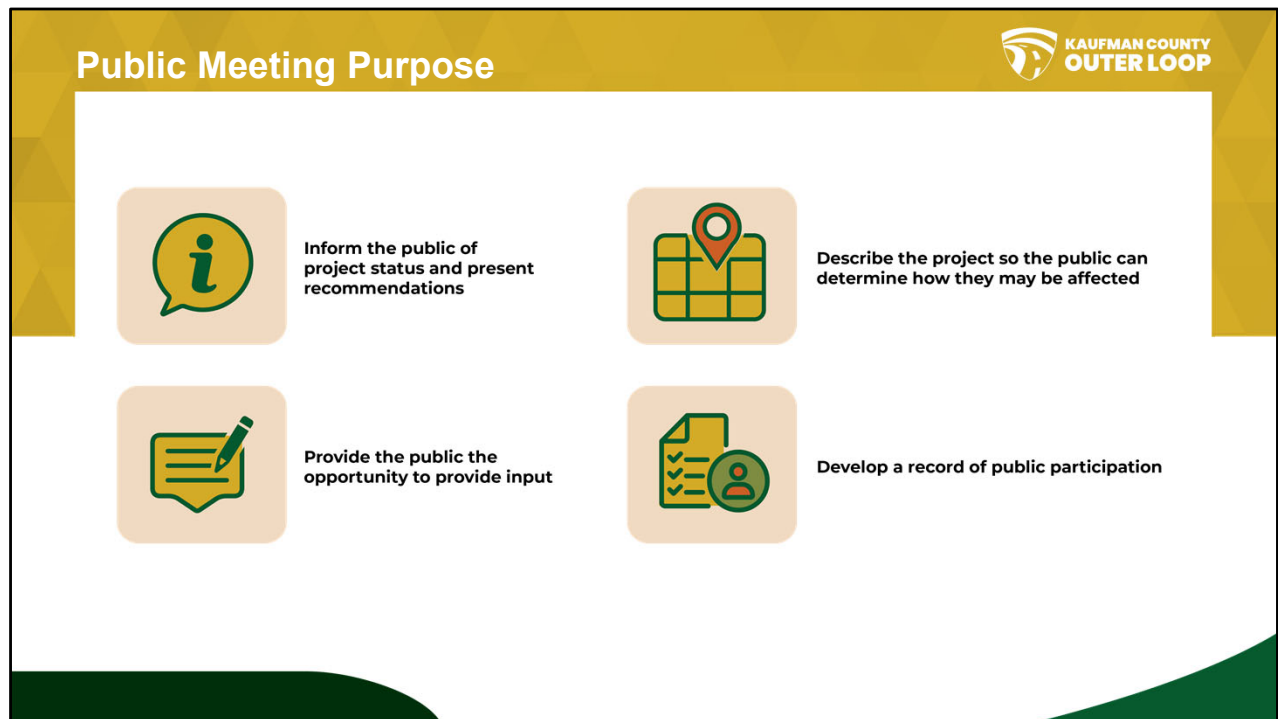 Public Meeting Purpose
KAUFMAN COUNTY
OUTER LOOP
Inform the public of
project status and present
recommendations
Describe the project so the public can
determine how they may be affected
Provide the public the
opportunity to provide input
Develop a record of public participation